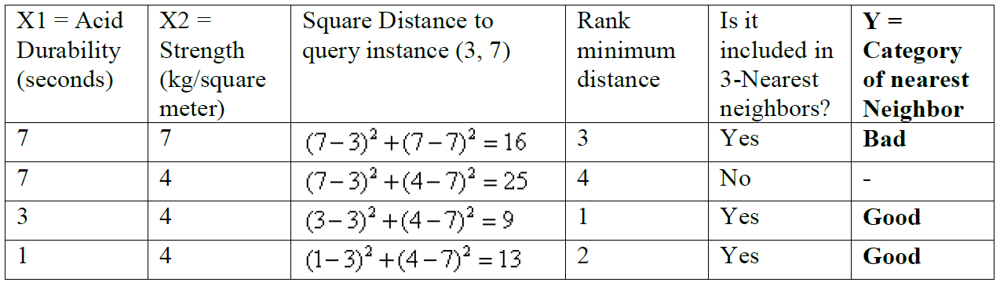 X1 = Acid Durability (seconds) X2 = Strength (kg/square meter) Square Distance to query instance (3, 7) Rank minimum distance Is it included in 3-Nearest neighbors? Y = Category of nearest Neighbor
7 7 (7−3)² +(7−7)² = 16 3 Yes Bad
7 4 (7−3)² +(4−7)² = 25 4 No -
3 4 (3−3)² +(4−7)² = 9 1 Yes Good
1 4 (1−3)² +(4−7)² = 13 2 Yes Good